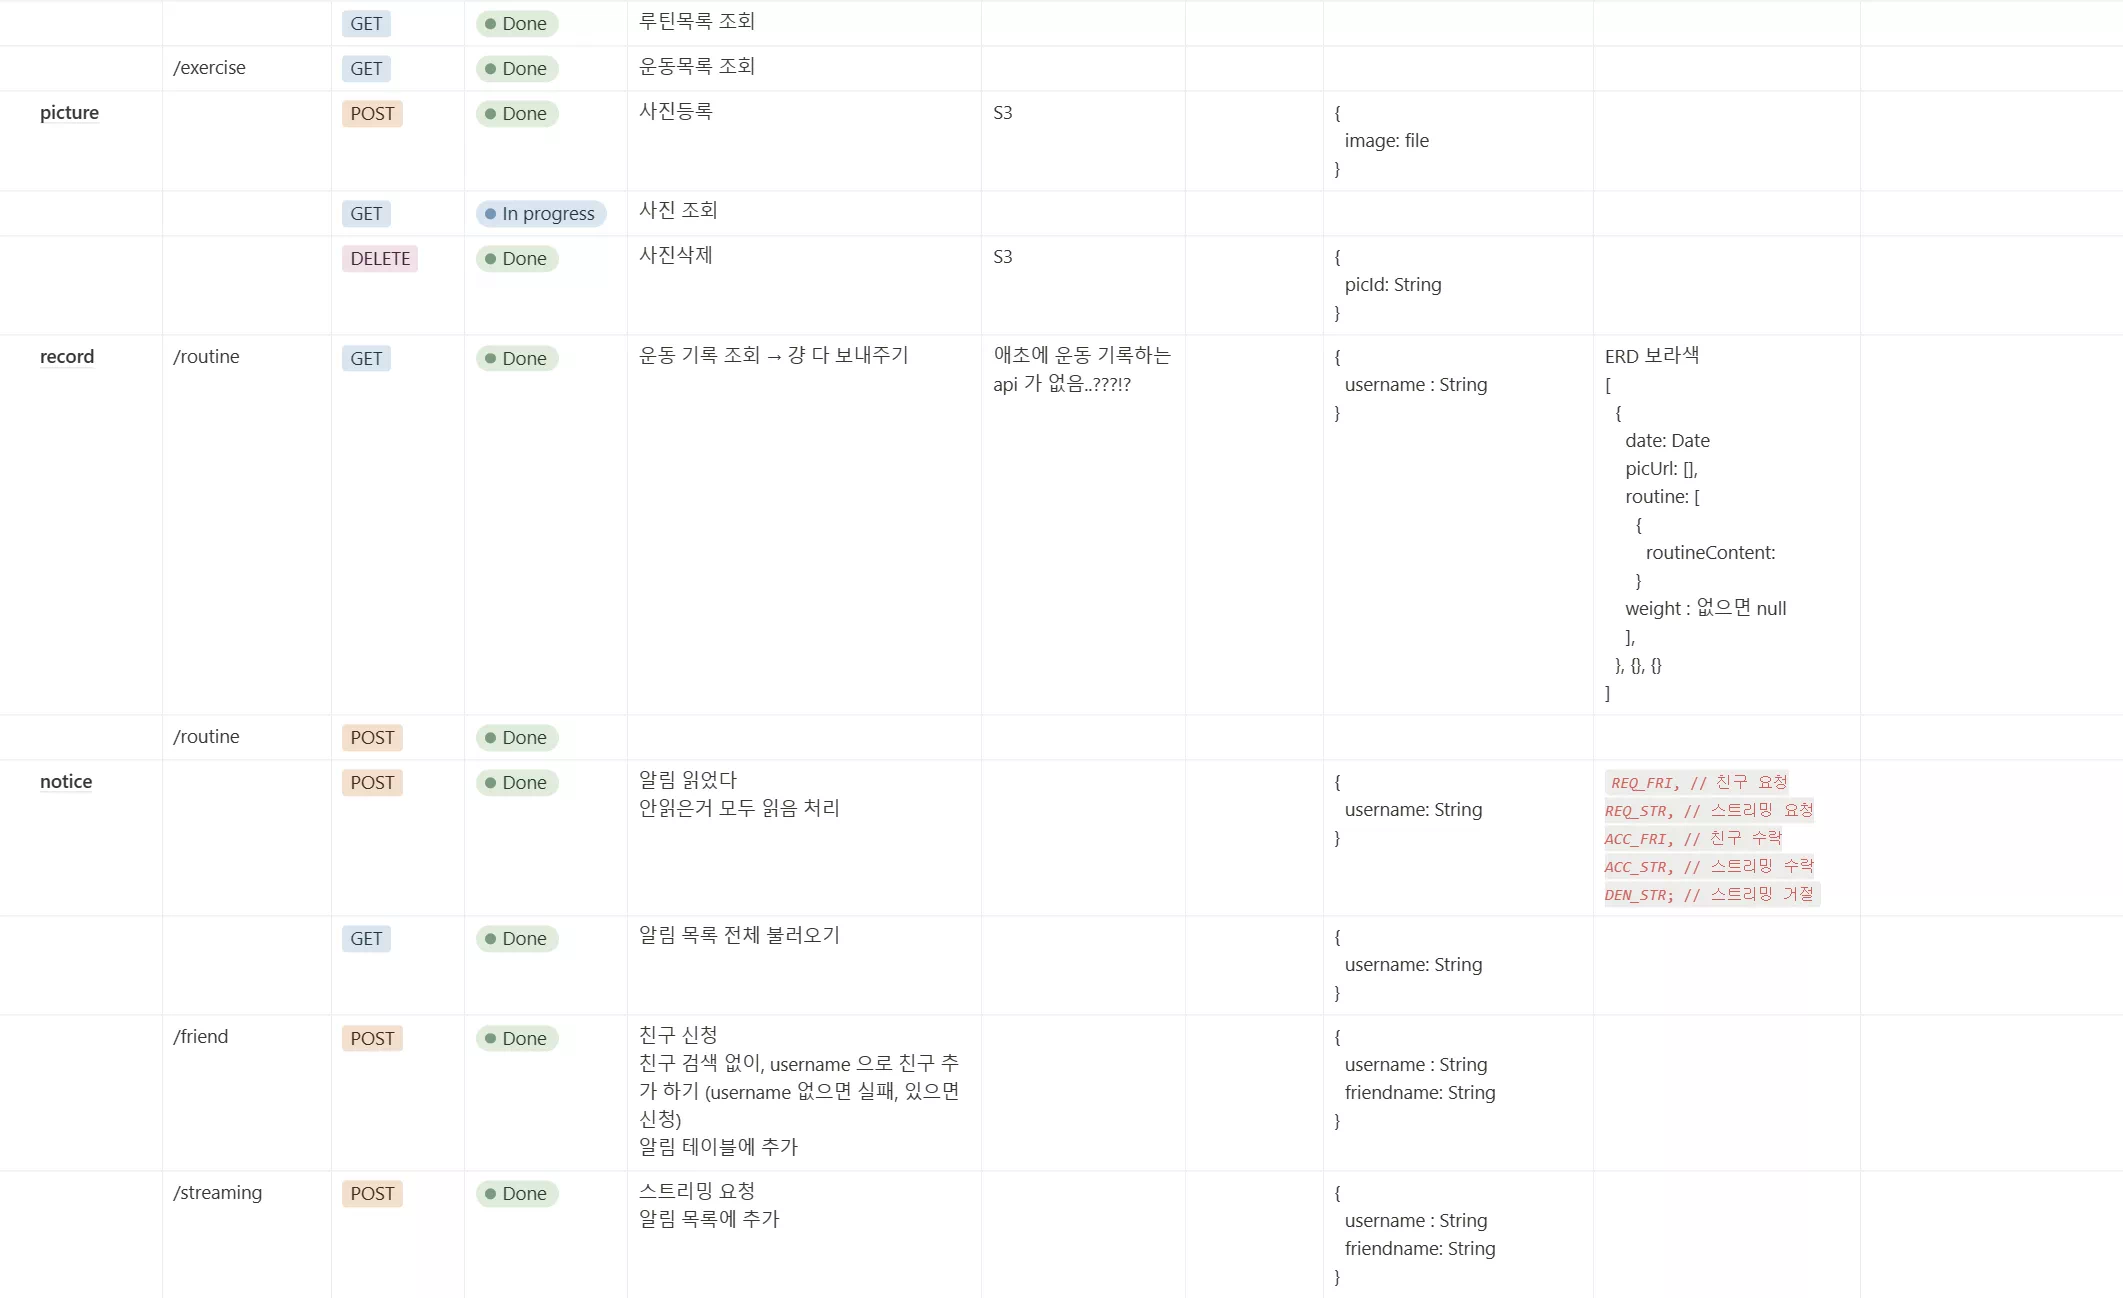 GET Done 루틴목록 조회
/exercise GET Done 운동목록 조회
picture POST Done 사진등록 S3 {
image: file
}
GET In progress 사진 조회
DELETE Done 사진삭제 S3 {
picId: String
}
record /routine GET Done 운동 기록 조회 → 걍 다 보내주기 애초에 운동 기록하는 { ERD 보라색
api 가 없음..???!? username : String [
} {
date: Date
picUrl: [],
routine: [
{
routineContent:
}
weight : 없으면 null
],
}, {}, {}
]
/routine POST Done
notice POST Done 알림 읽었다 { REQ_FRI, // 친구 요청
안읽은거 모두 읽음 처리 username: String REQ_STR, // 스트리밍 요청
} ACC_FRI, // 친구 수락
ACC_STR, // 스트리밍 수락
DEN_STR; // 스트리밍 거절
GET Done 알림 목록 전체 불러오기 {
username: String
}
/friend POST Done 친구 신청 {
친구 검색 없이, username 으로 친구 추 username : String
가 하기 (username 없으면 실패, 있으면 friendname: String
신청) }
알림 테이블에 추가
/streaming POST Done 스트리밍 요청 {
알림 목록에 추가 username : String
friendname: String
}